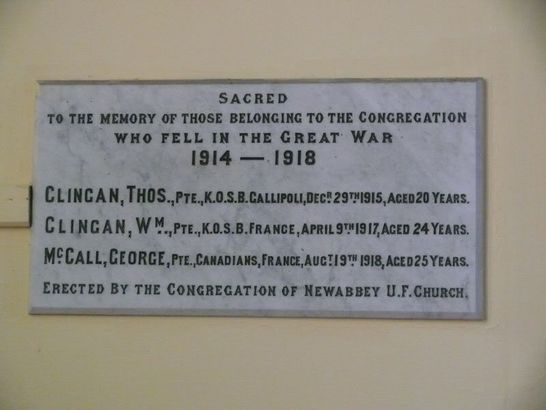 SACRED
TO THE MEMORY OF THOSE BELONGING TO THE CONGREGATION
WHO FELL IN THE GREAT WAR
1914 — 1918
CLINGAN, THOS., PTE., K.O.S.B. GALLIPOLI, DECR. 29TH 1915, AGED 20 YEARS.
CLINGAN, WM., PTE., K.O.S.B. FRANCE, APRIL 9TH 1917, AGED 24 YEARS.
MCCALL, GEORGE, PTE., CANADIANS, FRANCE, AUGT. 19TH 1918, AGED 25 YEARS.
ERECTED BY THE CONGREGATION OF NEWABBEY U.F. CHURCH.